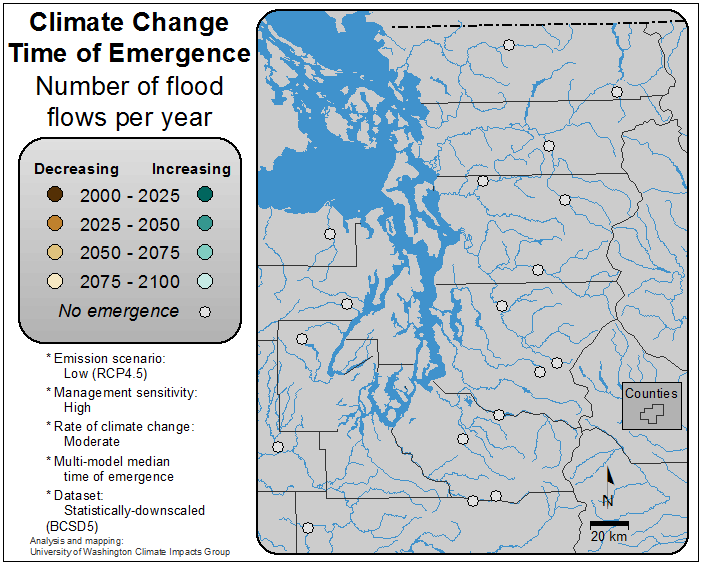 Climate Change
Time of Emergence
Number of flood
flows per year
Decreasing Increasing
2000 - 2025
2025 - 2050
2050 - 2075
2075 - 2100
No emergence
* Emission scenario:
Low (RCP4.5)
* Management sensitivity:
High
* Rate of climate change:
Moderate
* Multi-model median
time of emergence
* Dataset:
Statistically-downscaled
(BCSD5)
Analysis and mapping:
University of Washington Climate Impacts Group
Counties
N
20 km